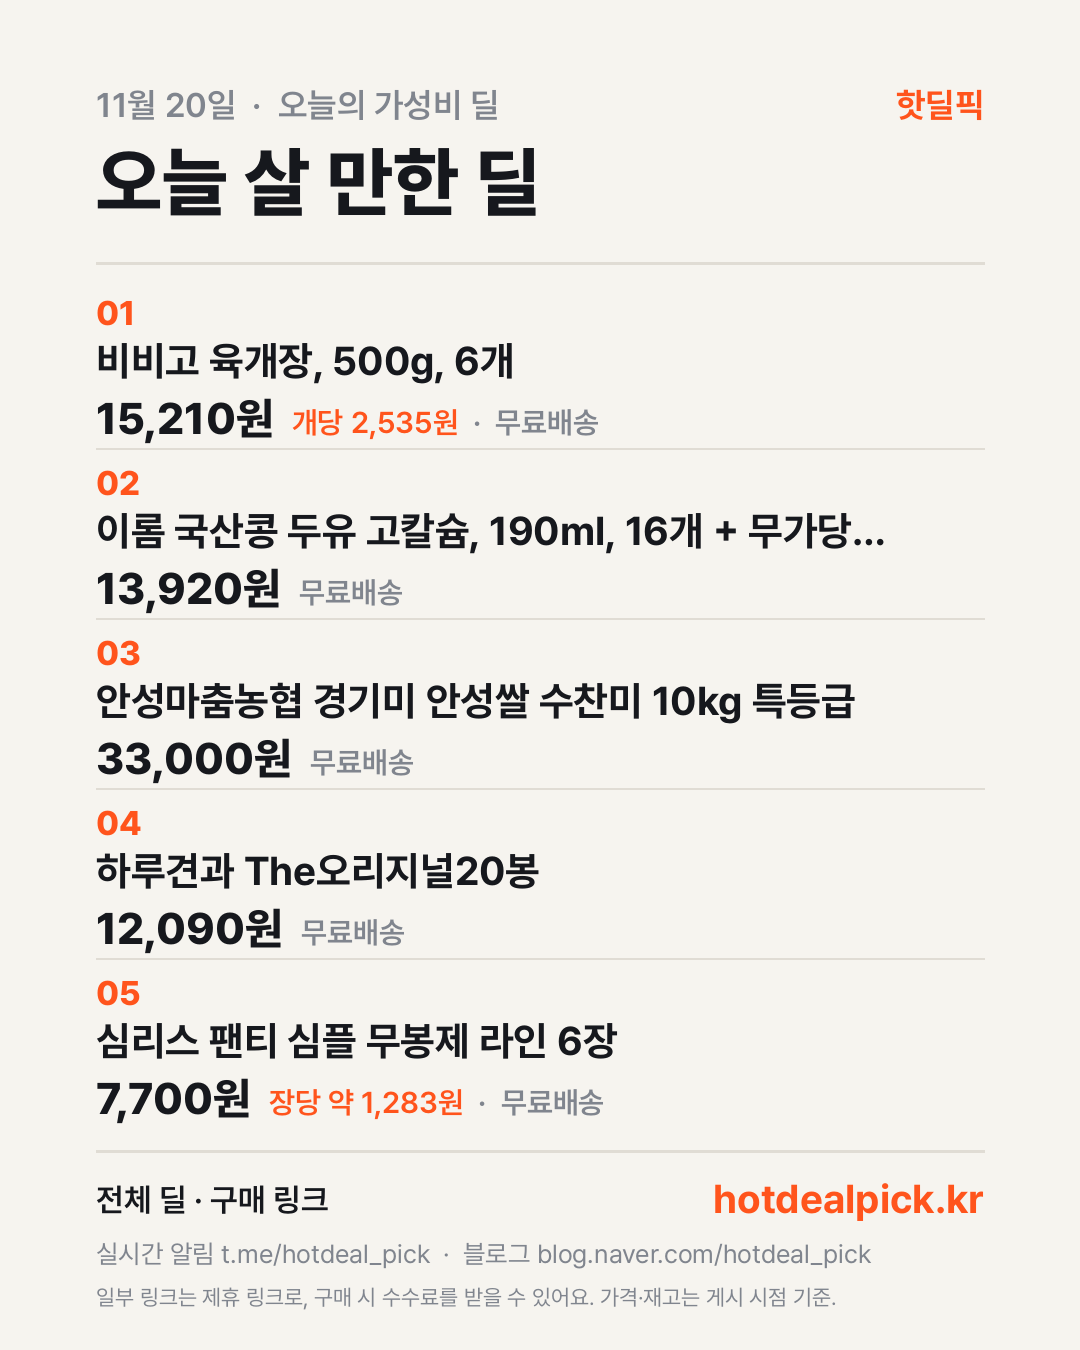 11월 20일 · 오늘의 가성비 딜
핫딜픽
오늘 살 만한 딜
01
비비고 육개장, 500g, 6개
15,210원 개당 2,535원 · 무료배송
02
이롬 국산콩 두유 고칼슘, 190ml, 16개 + 무가당...
13,920원 무료배송
03
안성마춤농협 경기미 안성쌀 수찬미 10kg 특등급
33,000원 무료배송
04
하루견과 The오리지널20봉
12,090원 무료배송
05
심리스 팬티 심플 무봉제 라인 6장
7,700원 장당 약 1,283원 · 무료배송
전체 딜 · 구매 링크
hotdealpick.kr
실시간 알림 t.me/hotdeal_pick · 블로그 blog.naver.com/hotdeal_pick
일부 링크는 제휴 링크로, 구매 시 수수료를 받을 수 있어요. 가격·재고는 게시 시점 기준.